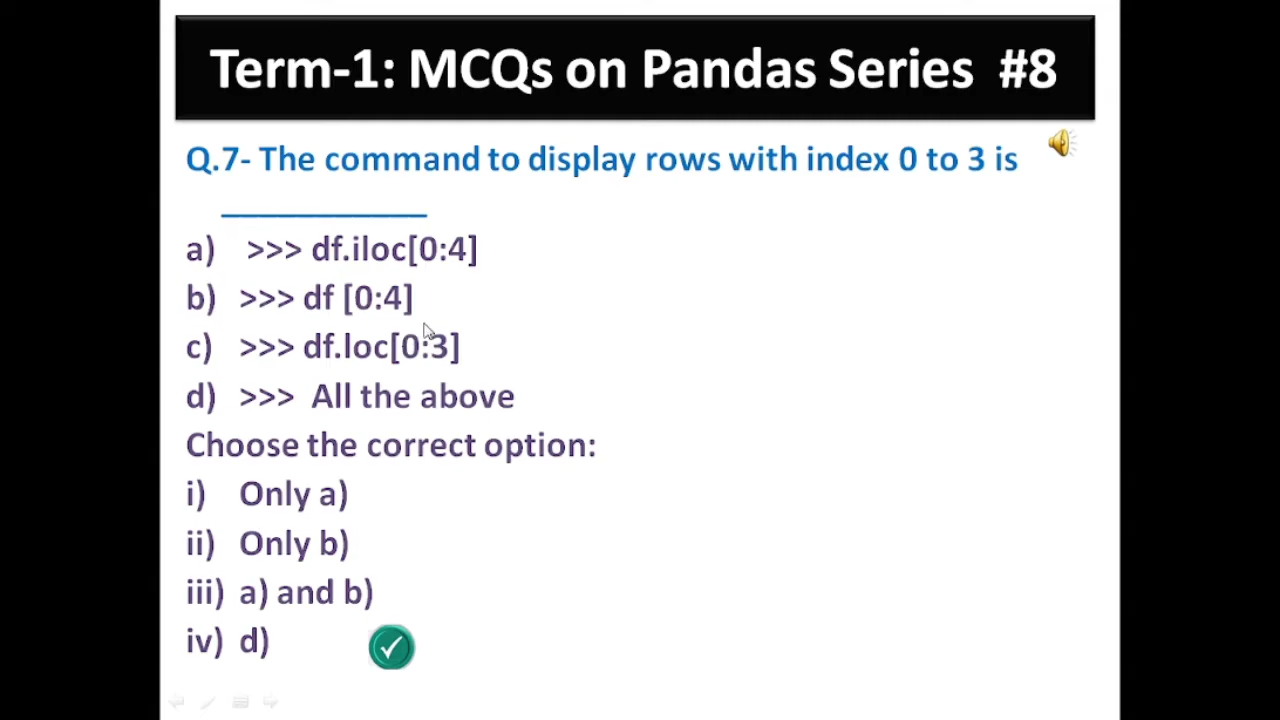 Term-1: MCQs on Pandas Series #8
Q.7- The command to display rows with index 0 to 3 is
____________
a) >>> df.iloc[0:4]
b) >>> df [0:4]
c) >>> df.loc[0:3]
d) >>> All the above
Choose the correct option:
i) Only a)
ii) Only b)
iii) a) and b)
iv) d)